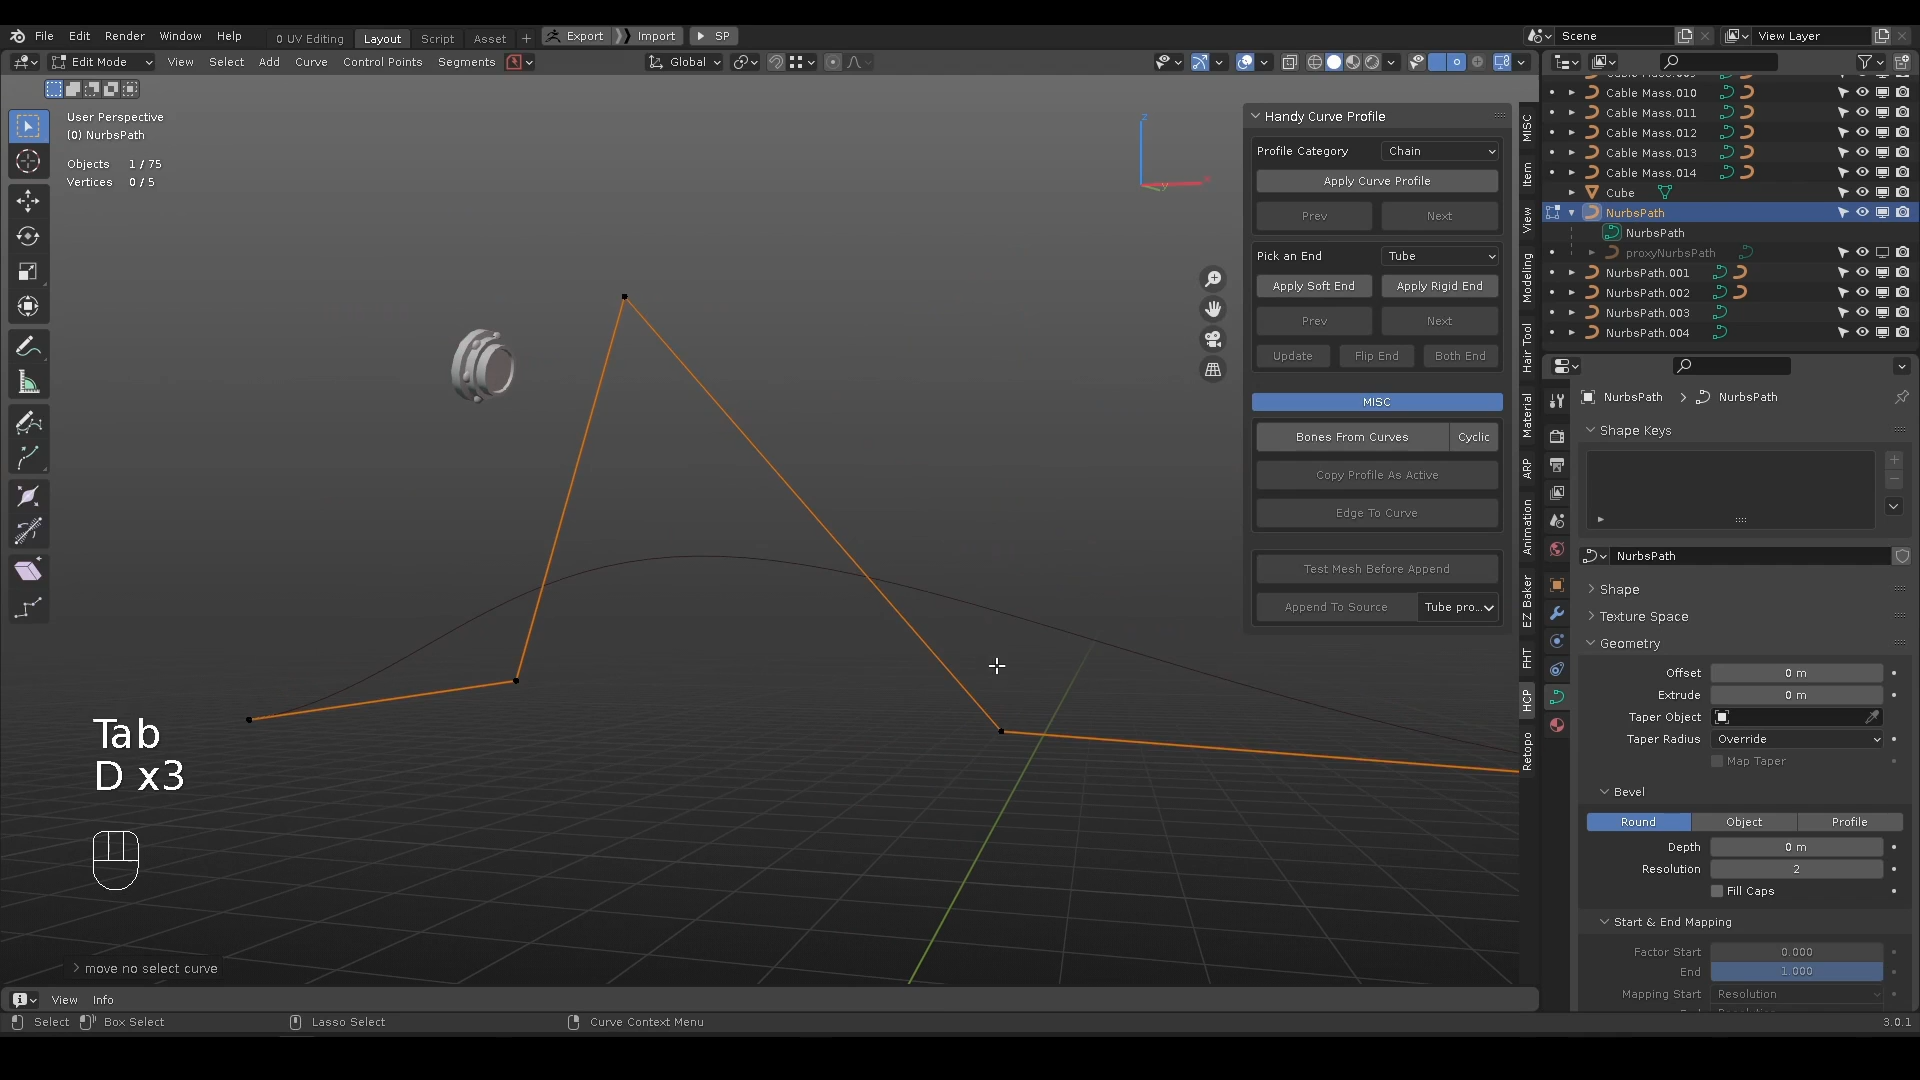 File Edit Render Window Help 0 UV Editing Layout Script Asset + Export Import SP Scene View Layer
Edit Mode View Select Add Curve Control Points Segments Global
User Perspective
(0) NurbsPath
Objects 1 / 75
Vertices 0 / 5
Z
Y
Tab
D x3
move no select curve
Handy Curve Profile
Profile Category Chain
Apply Curve Profile
Prev Next
Pick an End Tube
Apply Soft End Apply Rigid End
Prev Next
Update Flip End Both End
MISC
Bones From Curves Cyclic
Copy Profile As Active
Edge To Curve
Test Mesh Before Append
Append To Source Tube pro...
MISC
Item
View
Modeling
Hair Tool
Material
ARP
Animation
EZ Baker
FHT
HCP
Retopo
Cable Mass.010
Cable Mass.011
Cable Mass.012
Cable Mass.013
Cable Mass.014
Cube
NurbsPath
NurbsPath
proxyNurbsPath
NurbsPath.001
NurbsPath.002
NurbsPath.003
NurbsPath.004
NurbsPath NurbsPath
Shape Keys
NurbsPath
Shape
Texture Space
Geometry
Offset 0 m
Extrude 0 m
Taper Object
Taper Radius Override
Map Taper
Bevel
Round Object Profile
Depth 0 m
Resolution 2
Fill Caps
Start & End Mapping
Factor Start 0.000
End 1.000
Mapping Start Resolution
View Info
Select Box Select Lasso Select Curve Context Menu 3.0.1